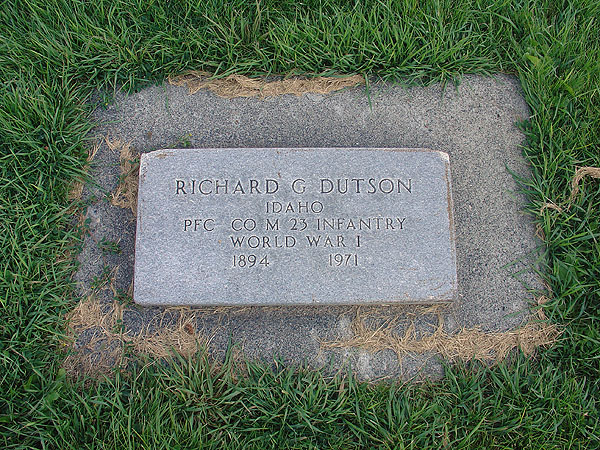 RICHARD G DUTSON
IDAHO
PFC CO M 23 INFANTRY
WORLD WAR I
1894 1971